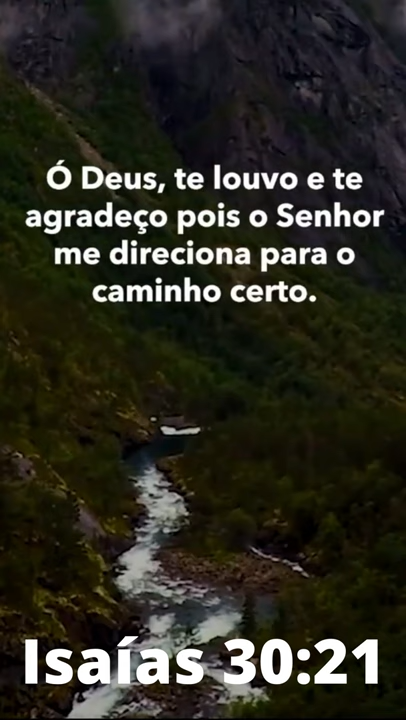 Ó Deus, te louvo e te
agradeço pois o Senhor
me direciona para o
caminho certo.
Isaías 30:21